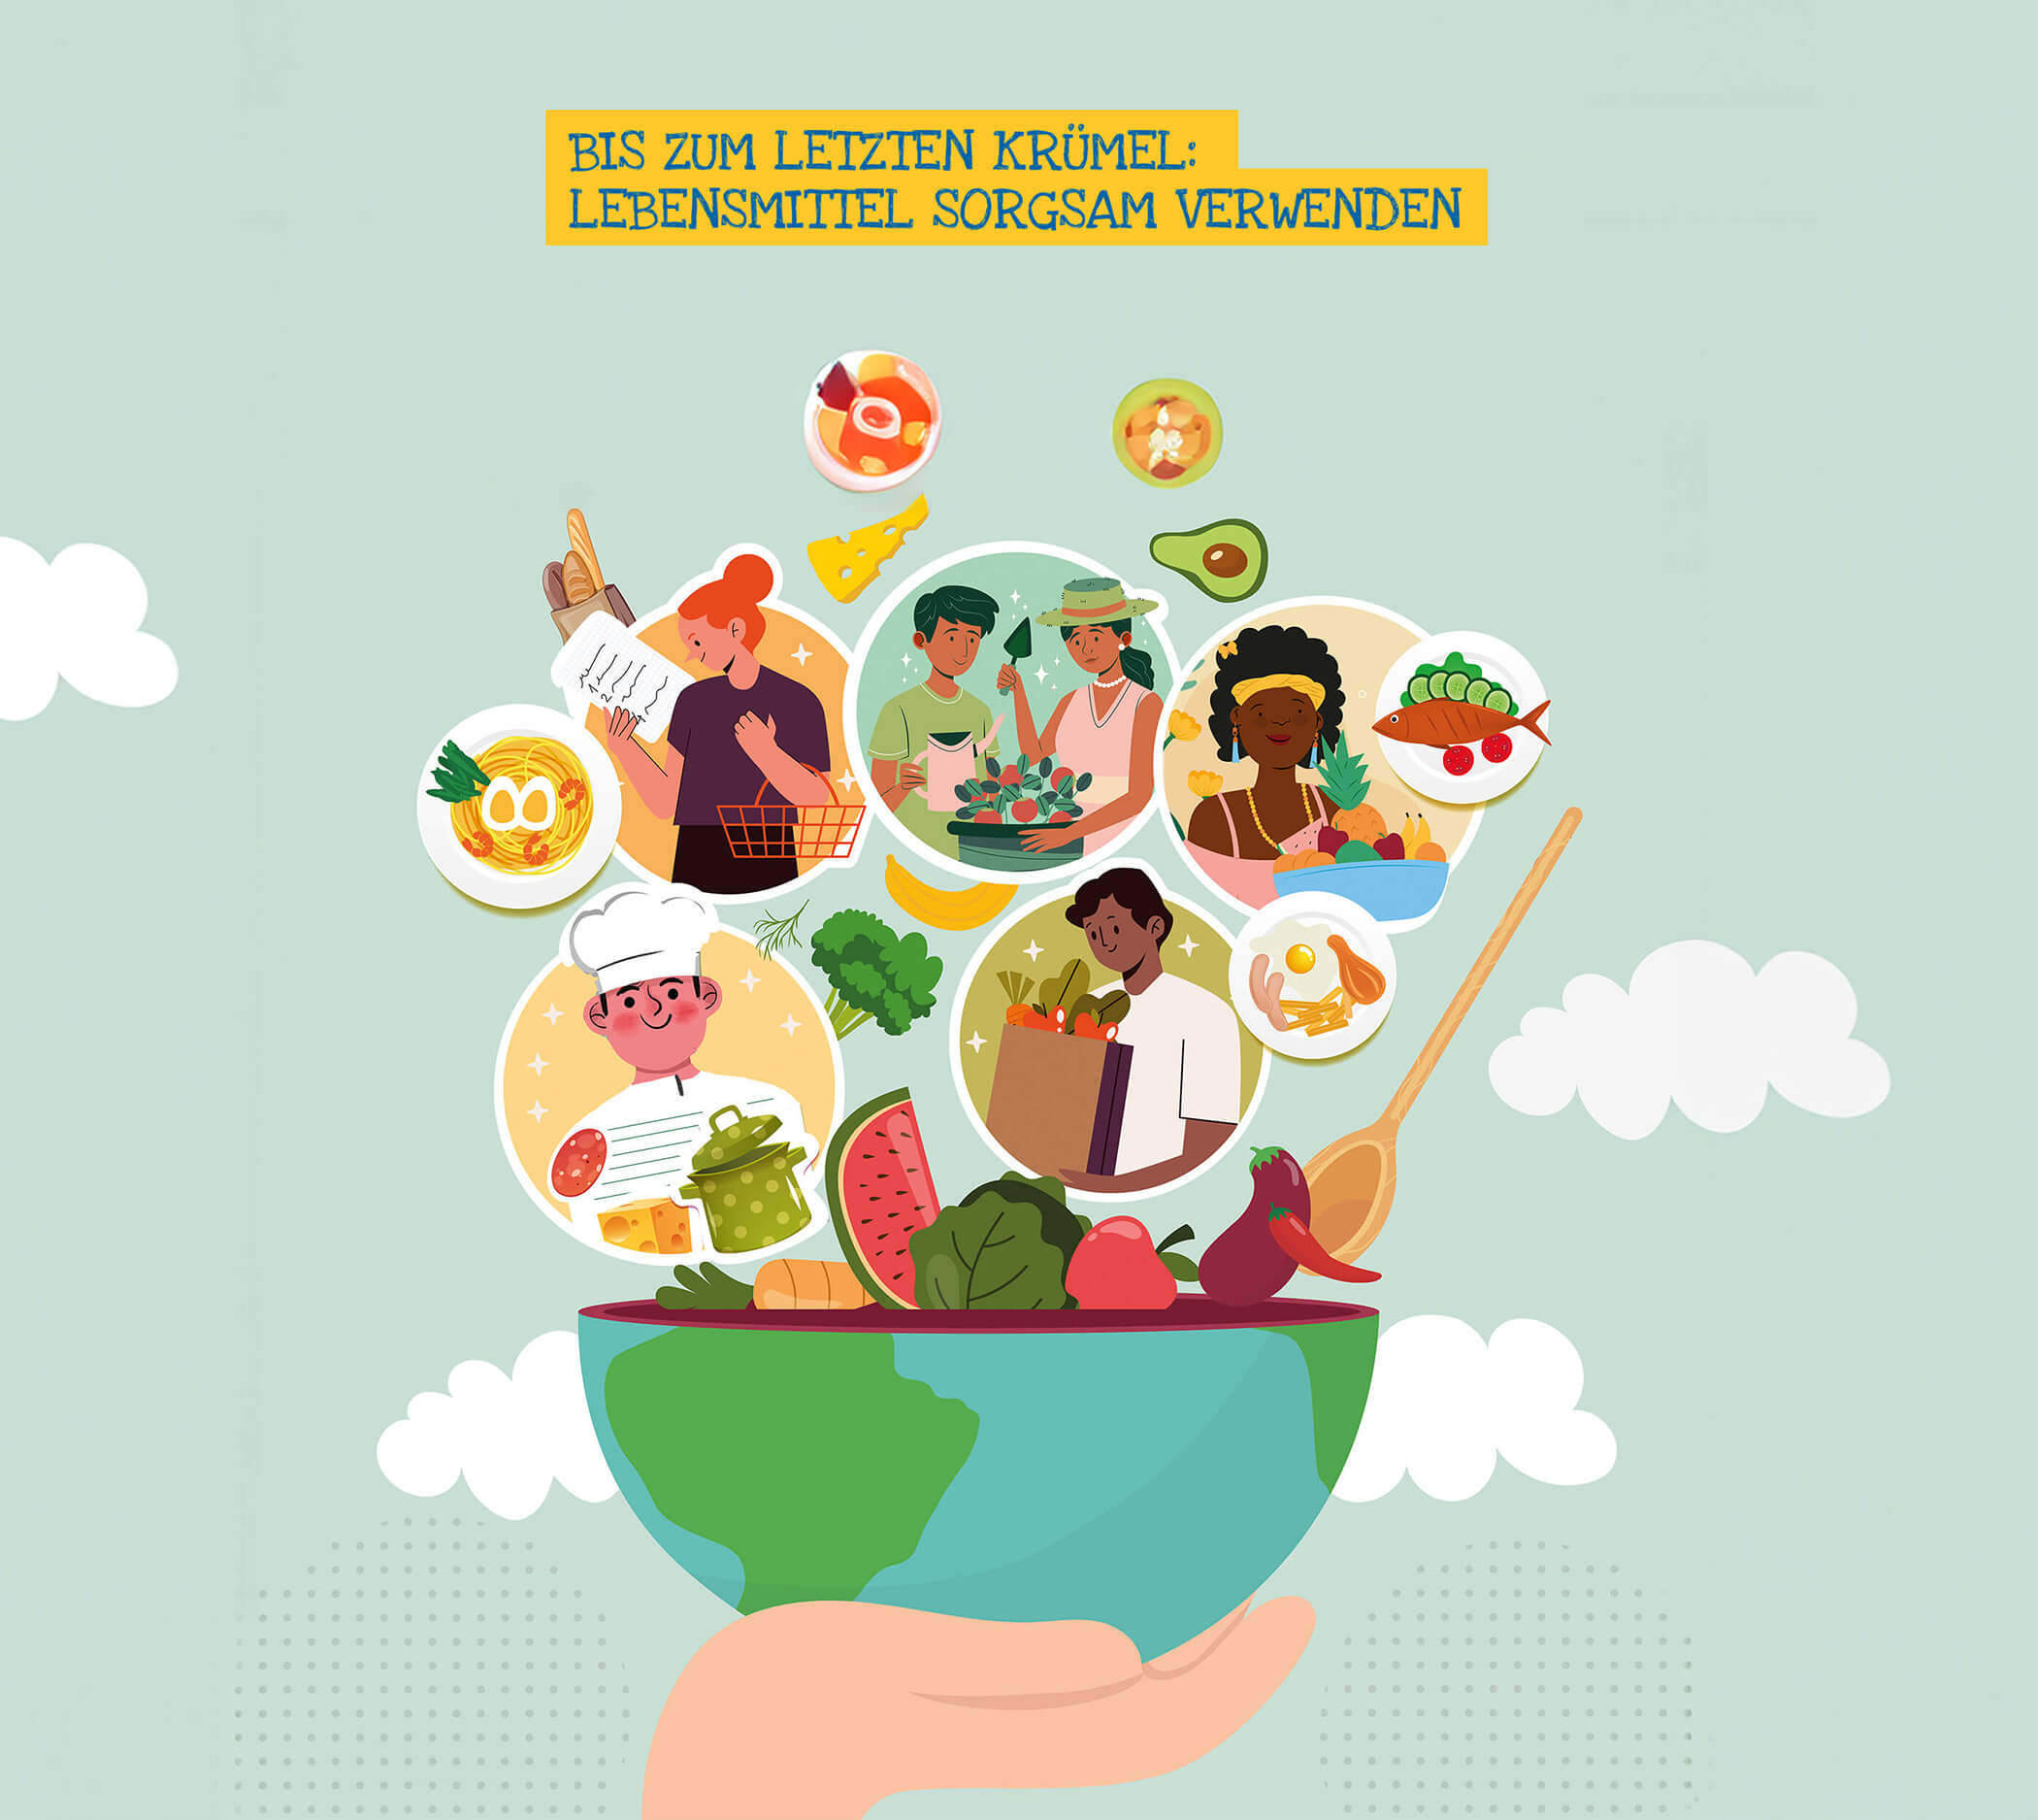 BIS ZUM LETZTEN KRÜMEL:
LEBENSMITTEL SORGSAM VERWENDEN